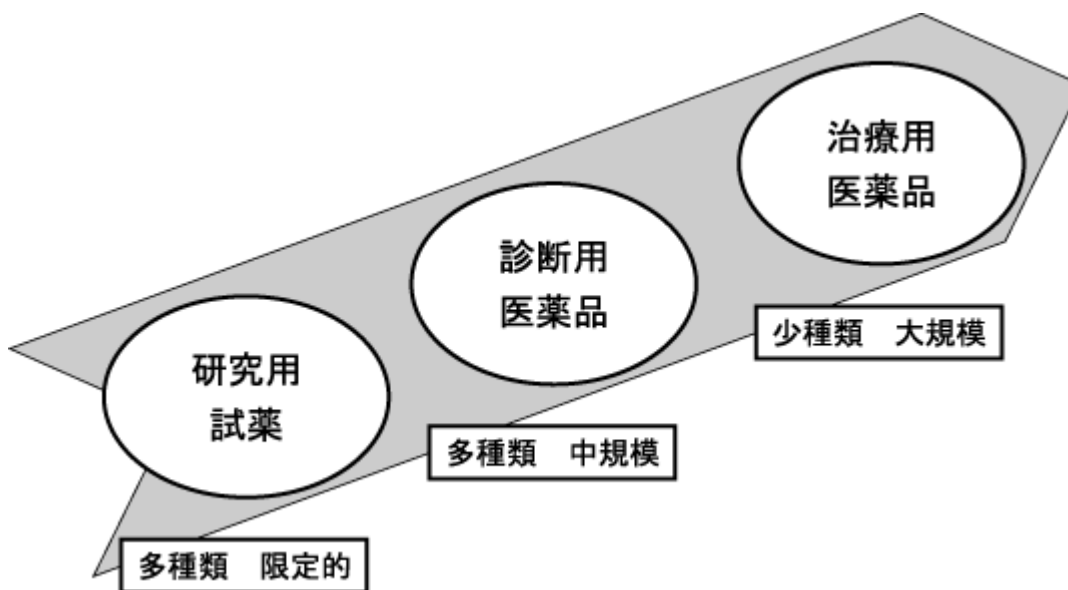 治療用
医薬品
少種類　大規模
診断用
医薬品
多種類　中規模
研究用
試薬
多種類　限定的